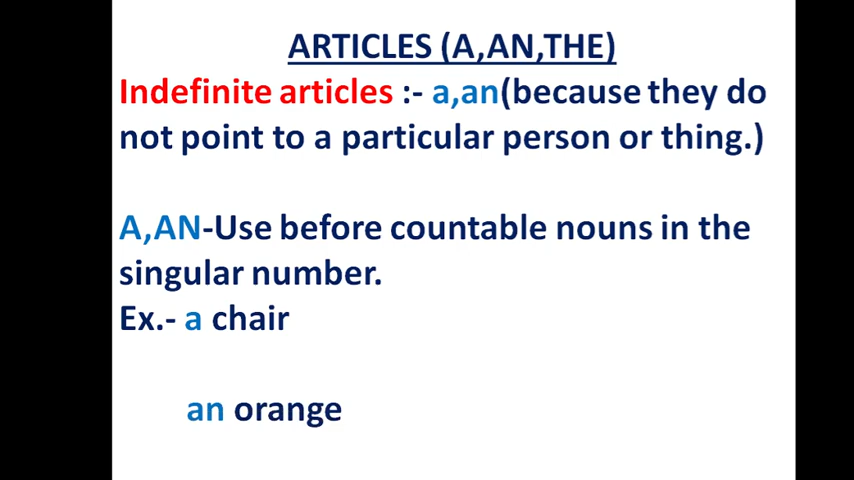 ARTICLES (A,AN,THE)
Indefinite articles :- a,an(because they do
not point to a particular person or thing.)
A,AN-Use before countable nouns in the
singular number.
Ex.- a chair
an orange